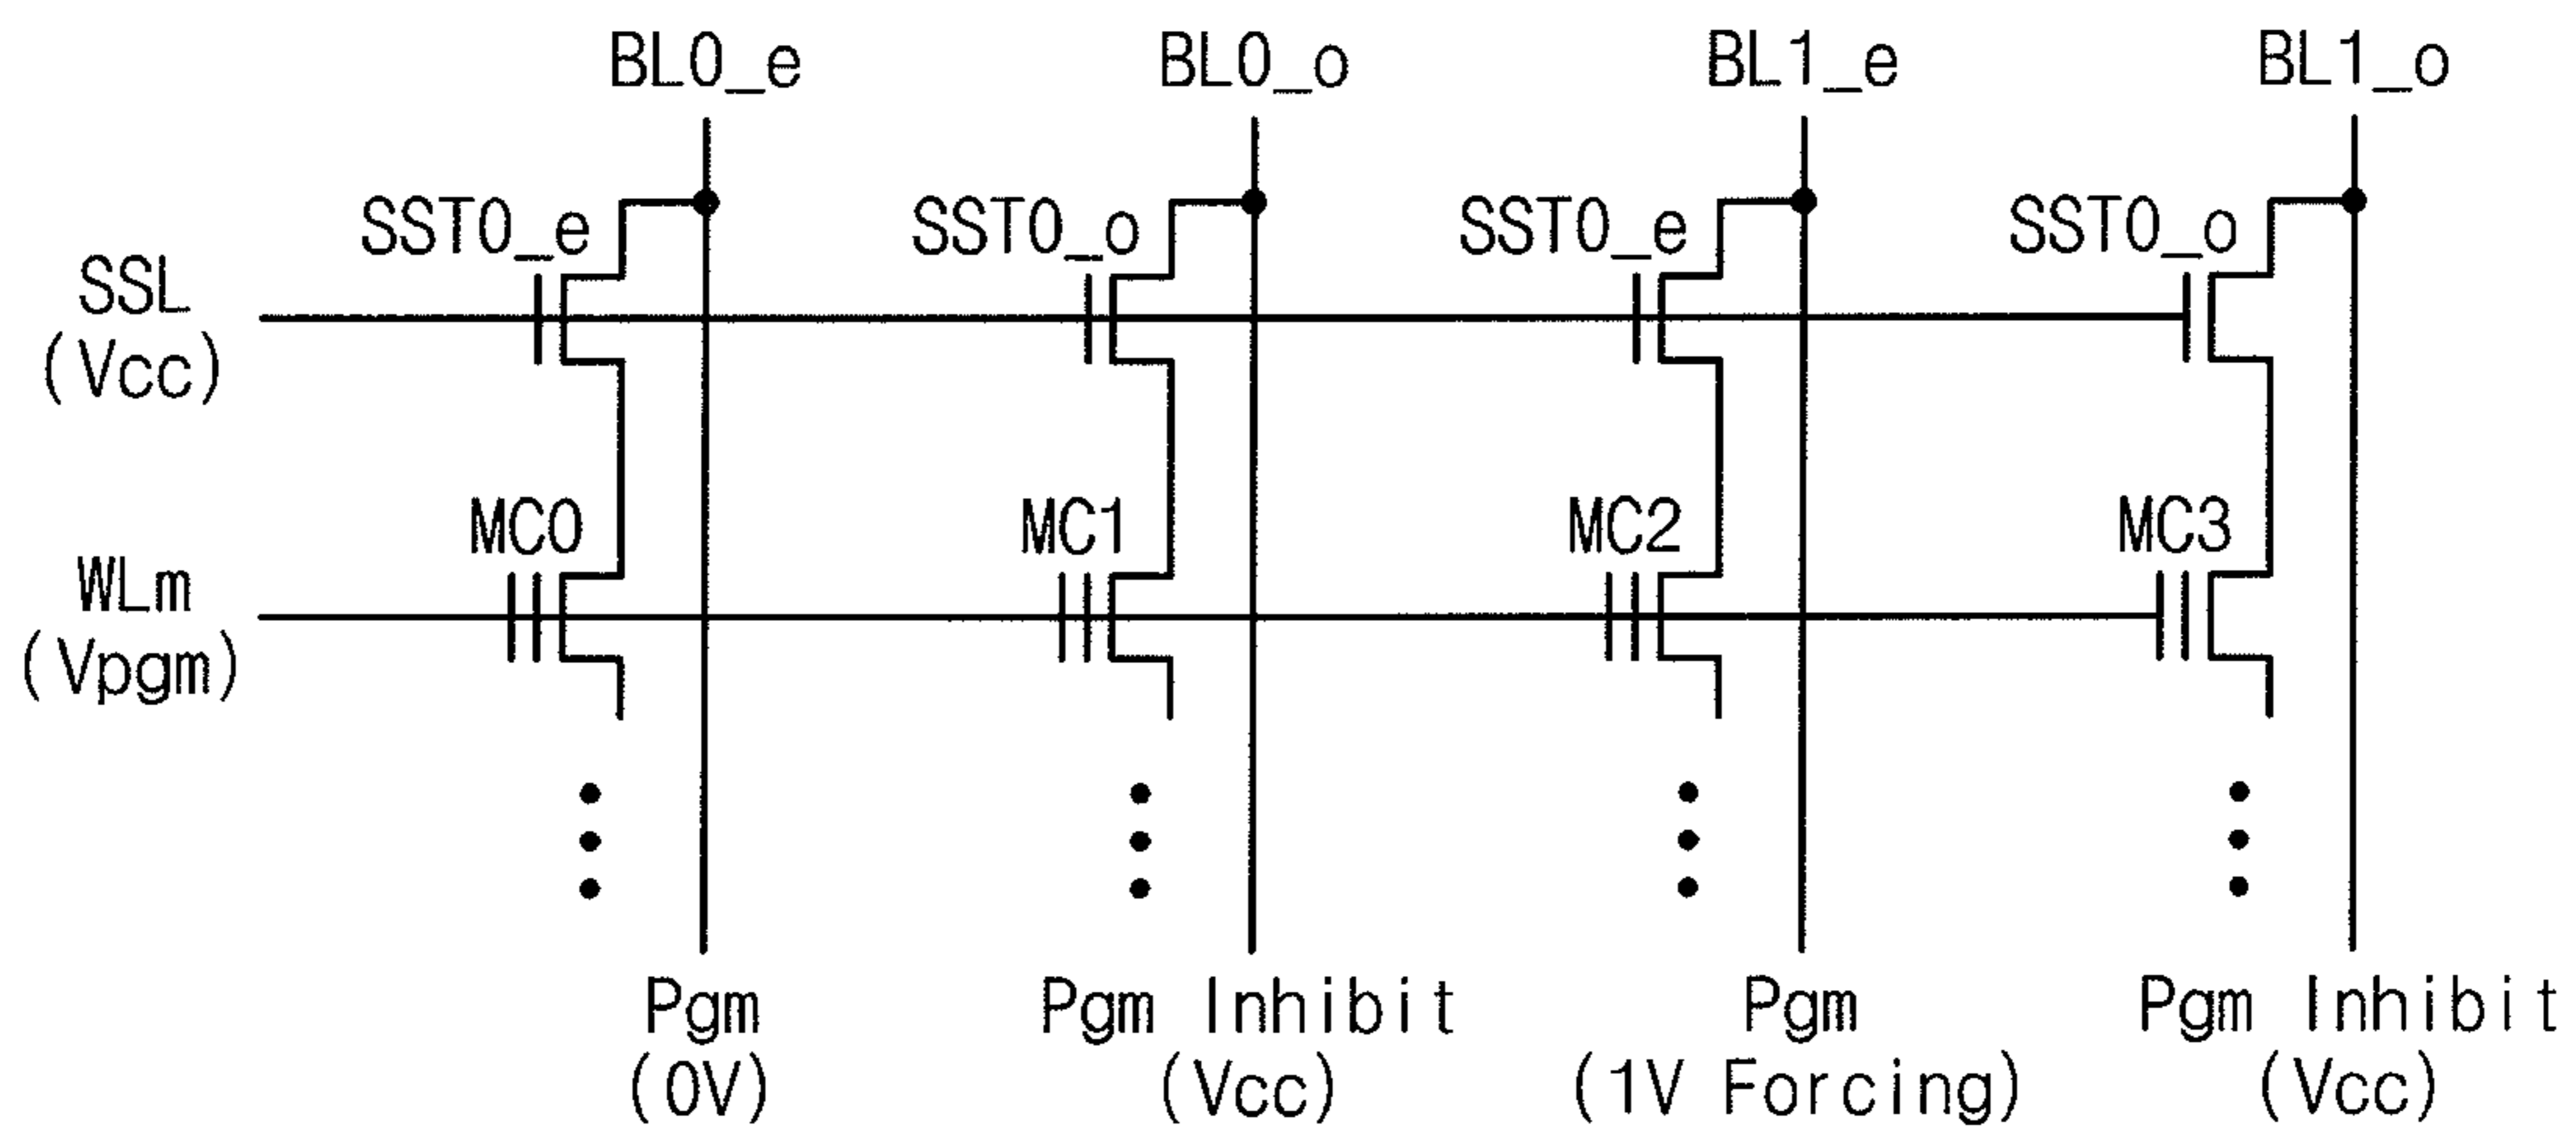 BL0_e BL0_o BL1_e BL1_o
SST0_e SST0_o SST0_e SST0_o
SSL
(Vcc)
MC0 MC1 MC2 MC3
WLm
(Vpgm)
Pgm Pgm Inhibit Pgm Pgm Inhibit
(0V) (Vcc) (1V Forcing) (Vcc)